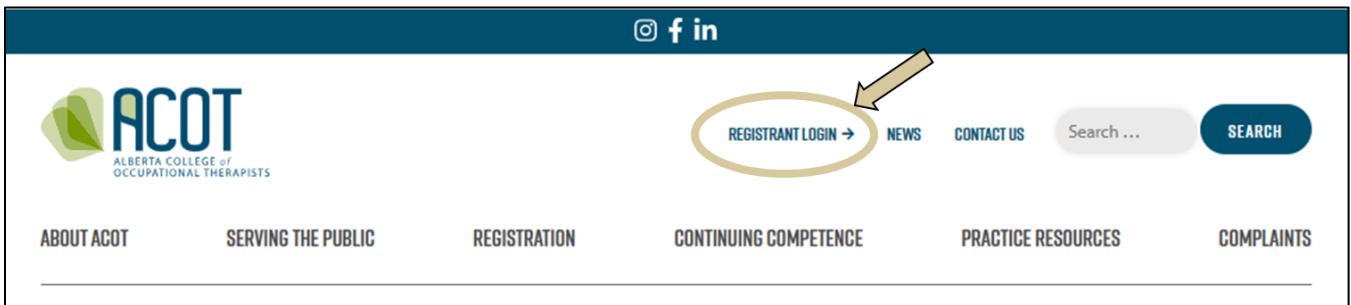 ACOT
ALBERTA COLLEGE of
OCCUPATIONAL THERAPISTS
REGISTRANT LOGIN → NEWS CONTACT US Search ... SEARCH
ABOUT ACOT SERVING THE PUBLIC REGISTRATION CONTINUING COMPETENCE PRACTICE RESOURCES COMPLAINTS